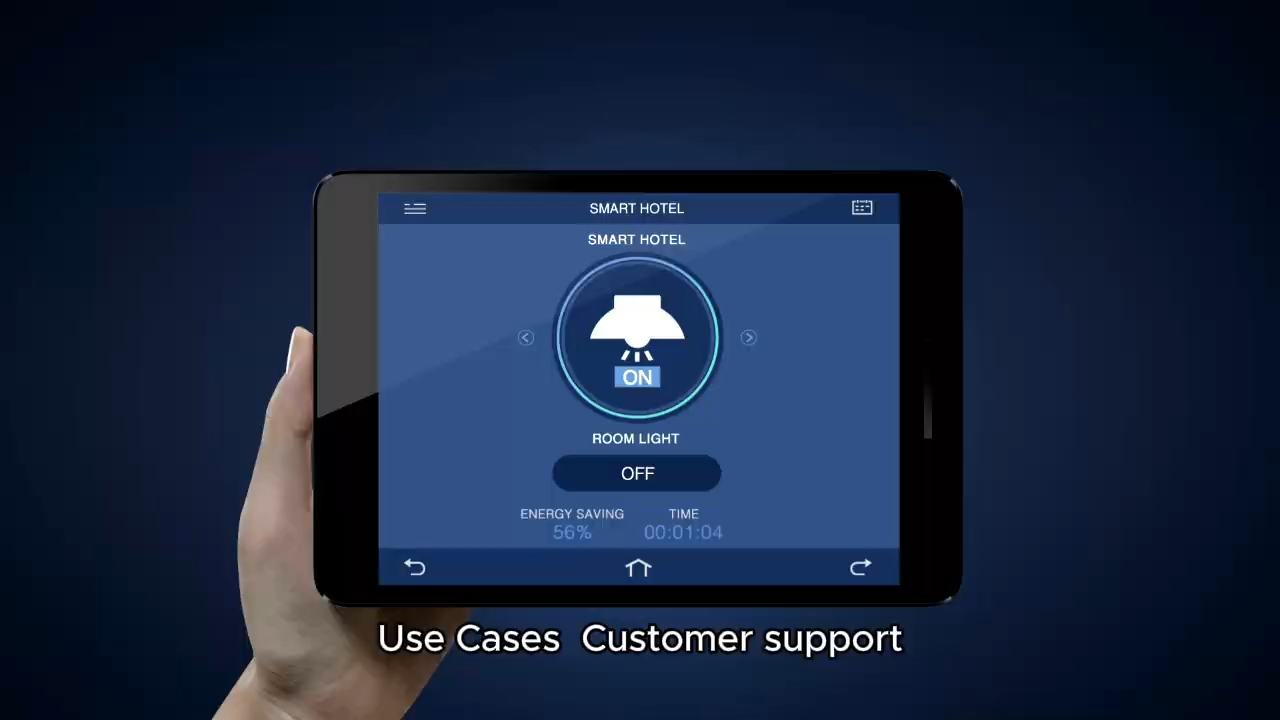 SMART HOTEL
SMART HOTEL
ON
ROOM LIGHT
OFF
ENERGY SAVING TIME
56% 00:01:04
Use Cases Customer support